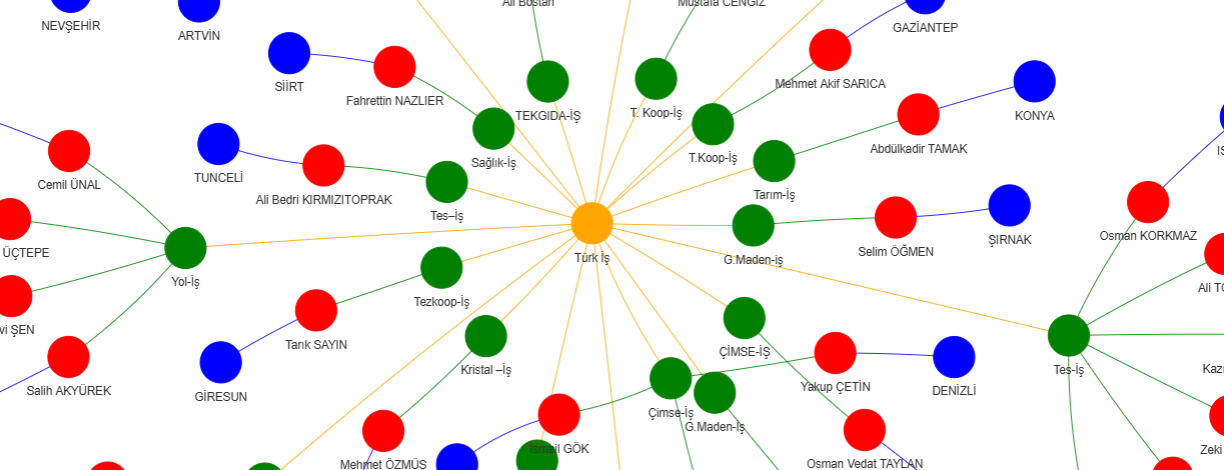 Ali Bostan
Mustafa CENGİZ
NEVŞEHİR
ARTVİN
GAZİANTEP
SİİRT
Fahrettin NAZLIER
Mehmet Akif SARICA
TEKGIDA-İŞ
T. Koop-İş
KONYA
Abdülkadir TAMAK
Sağlık-İş
T.Koop-İş
TUNCELİ
Cemil ÜNAL
Ali Bedri KIRMIZITOPRAK
Tarım-İş
Tes–İş
Osman KORKMAZ
ŞIRNAK
ÜÇTEPE
Selim ÖĞMEN
Türk İş
G.Maden-iş
Yol-İş
Ali
Tezkoop-İş
vi ŞEN
Tarık SAYIN
ÇİMSE-İŞ
Kristal –İş
Tes-İş
Yakup ÇETİN
Salih AKYÜREK
DENİZLİ
GİRESUN
Çimse-İş
G.Maden-İş
İsmail GÖK
Zeki
Mehmet ÖZMÜŞ
Osman Vedat TAYLAN